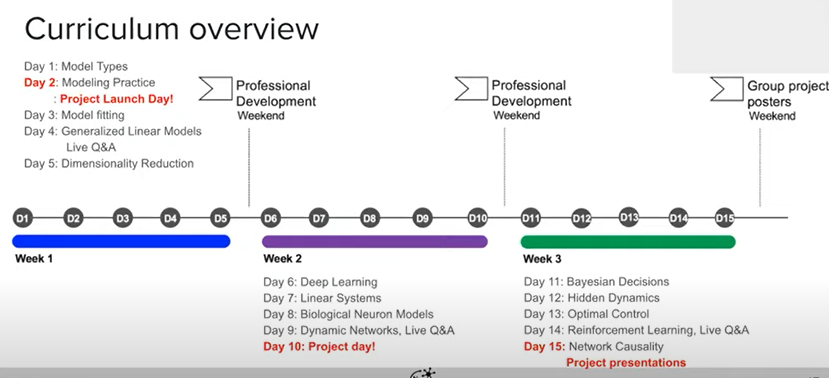 Curriculum overview
Day 1: Model Types
Day 2: Modeling Practice
: Project Launch Day!
Day 3: Model fitting
Day 4: Generalized Linear Models
Live Q&A
Day 5: Dimensionality Reduction
Professional
Development
Weekend
Professional
Development
Weekend
Group project
posters
Weekend
D1 D2 D3 D4 D5 D6 D7 D8 D9 D10 D11 D12 D13 D14 D15
Week 1
Week 2
Week 3
Day 6: Deep Learning
Day 7: Linear Systems
Day 8: Biological Neuron Models
Day 9: Dynamic Networks, Live Q&A
Day 10: Project day!
Day 11: Bayesian Decisions
Day 12: Hidden Dynamics
Day 13: Optimal Control
Day 14: Reinforcement Learning, Live Q&A
Day 15: Network Causality
Project presentations